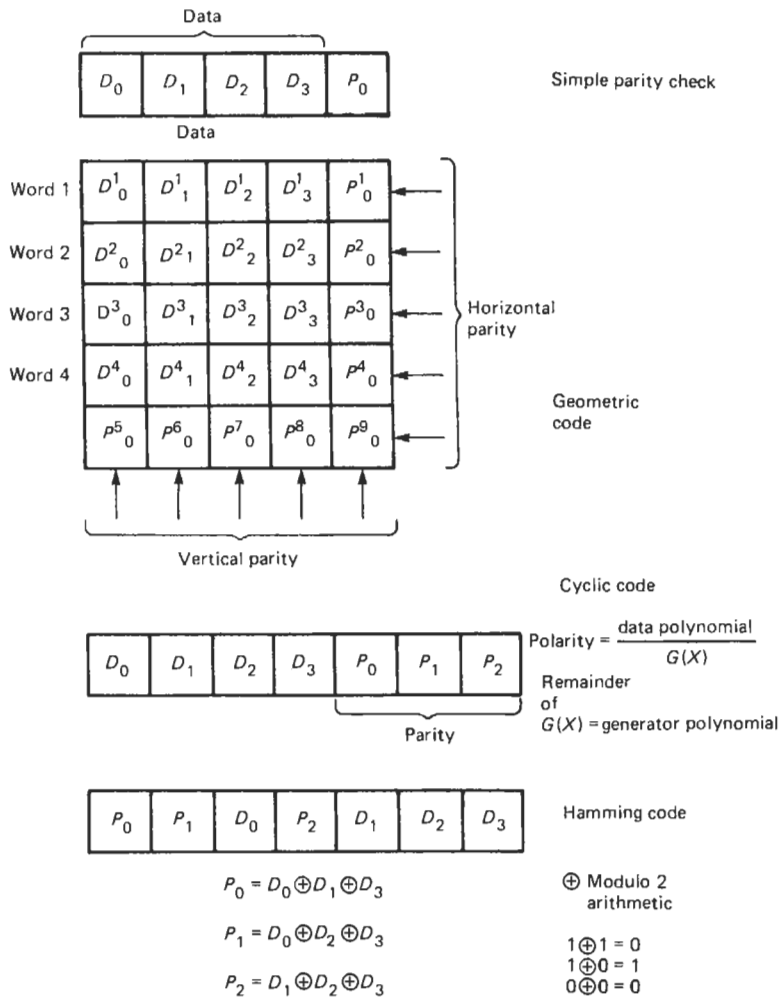 Data
D₀ D₁ D₂ D₃ P₀ Simple parity check
Data
Word 1 D¹₀ D¹₁ D¹₂ D¹₃ P¹₀
Word 2 D²₀ D²₁ D²₂ D²₃ P²₀
Word 3 D³₀ D³₁ D³₂ D³₃ P³₀
Horizontal
parity
Word 4 D⁴₀ D⁴₁ D⁴₂ D⁴₃ P⁴₀
Geometric
code
P⁵₀ P⁶₀ P⁷₀ P⁸₀ P⁹₀
Vertical parity
Cyclic code
D₀ D₁ D₂ D₃ P₀ P₁ P₂
Polarity = data polynomial / G(X)
Remainder
of
G(X) = generator polynomial
Parity
P₀ P₁ D₀ P₂ D₁ D₂ D₃ Hamming code
P₀ = D₀⊕D₁⊕D₃
P₁ = D₀⊕D₂⊕D₃
P₂ = D₁⊕D₂⊕D₃
⊕ Modulo 2
arithmetic
1⊕1 = 0
1⊕0 = 1
0⊕0 = 0